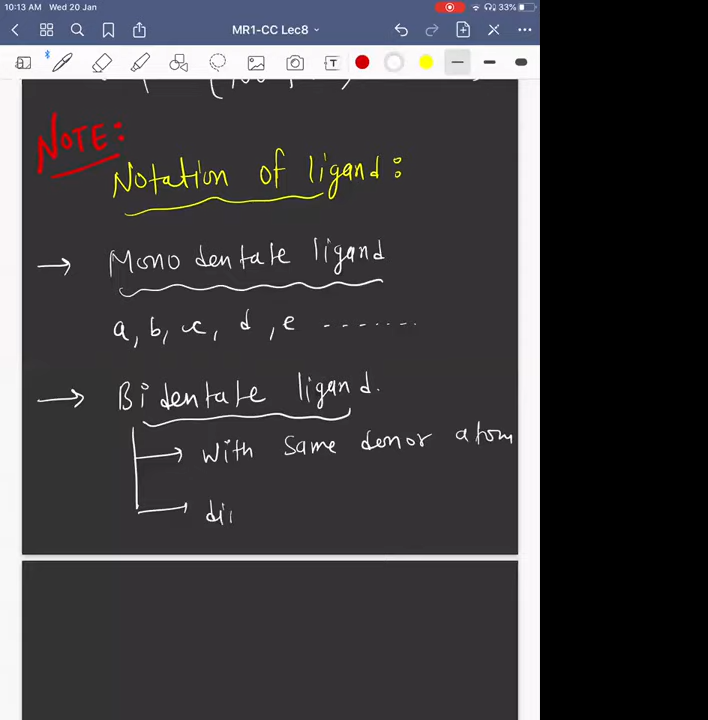 10:13 AM Wed 20 Jan 33%
MR1-CC Lec8
T
NOTE:
Notation of ligand:
→ Mono dentate ligand
a, b, c, d, e --------
→ Bidentate ligand.
→ With same donor atom
→ di